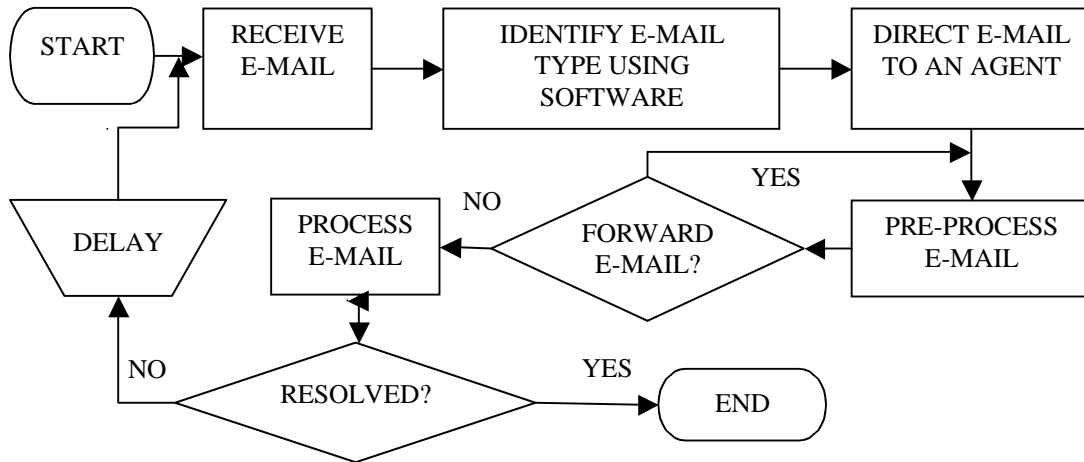 START
RECEIVE
E-MAIL
IDENTIFY E-MAIL
TYPE USING
SOFTWARE
DIRECT E-MAIL
TO AN AGENT
YES
PRE-PROCESS
E-MAIL
FORWARD
E-MAIL?
NO
PROCESS
E-MAIL
RESOLVED?
YES
END
NO
DELAY